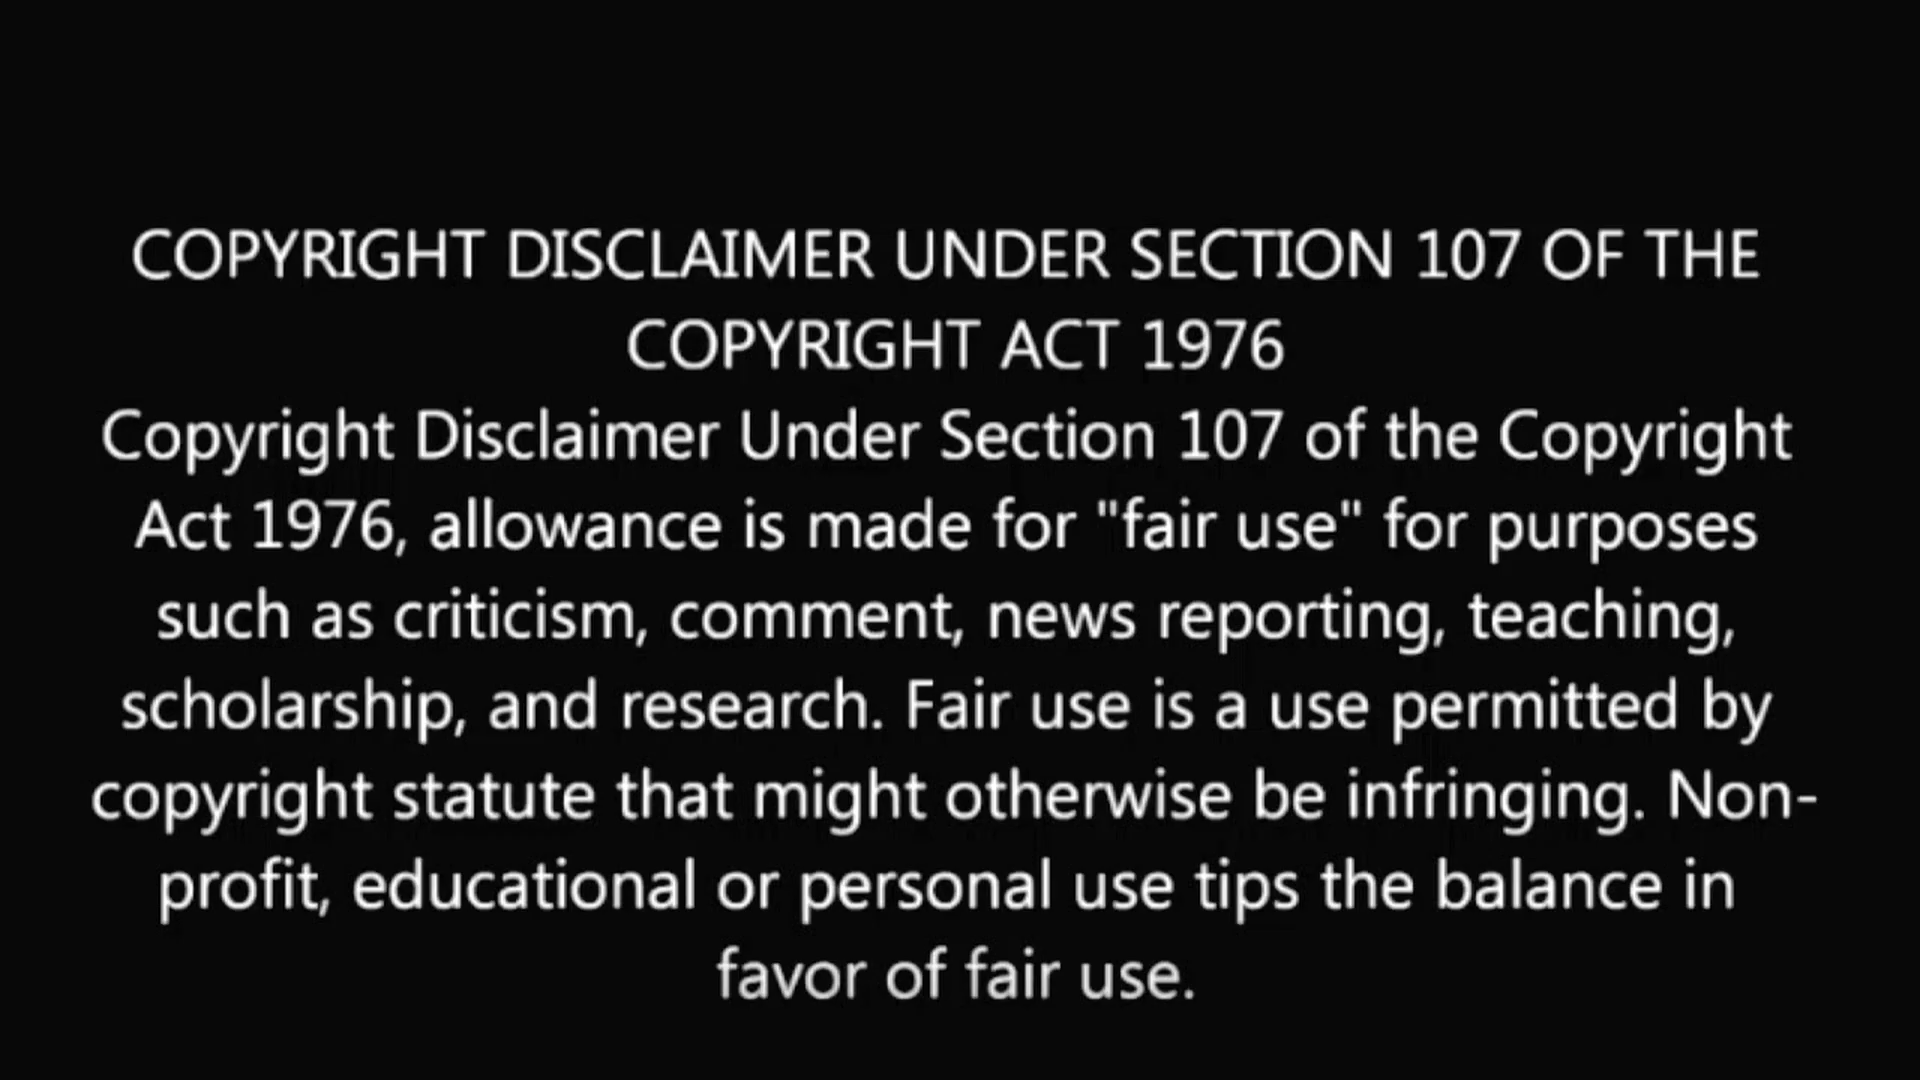 COPYRIGHT DISCLAIMER UNDER SECTION 107 OF THE
COPYRIGHT ACT 1976
Copyright Disclaimer Under Section 107 of the Copyright
Act 1976, allowance is made for "fair use" for purposes
such as criticism, comment, news reporting, teaching,
scholarship, and research. Fair use is a use permitted by
copyright statute that might otherwise be infringing. Non-
profit, educational or personal use tips the balance in
favor of fair use.